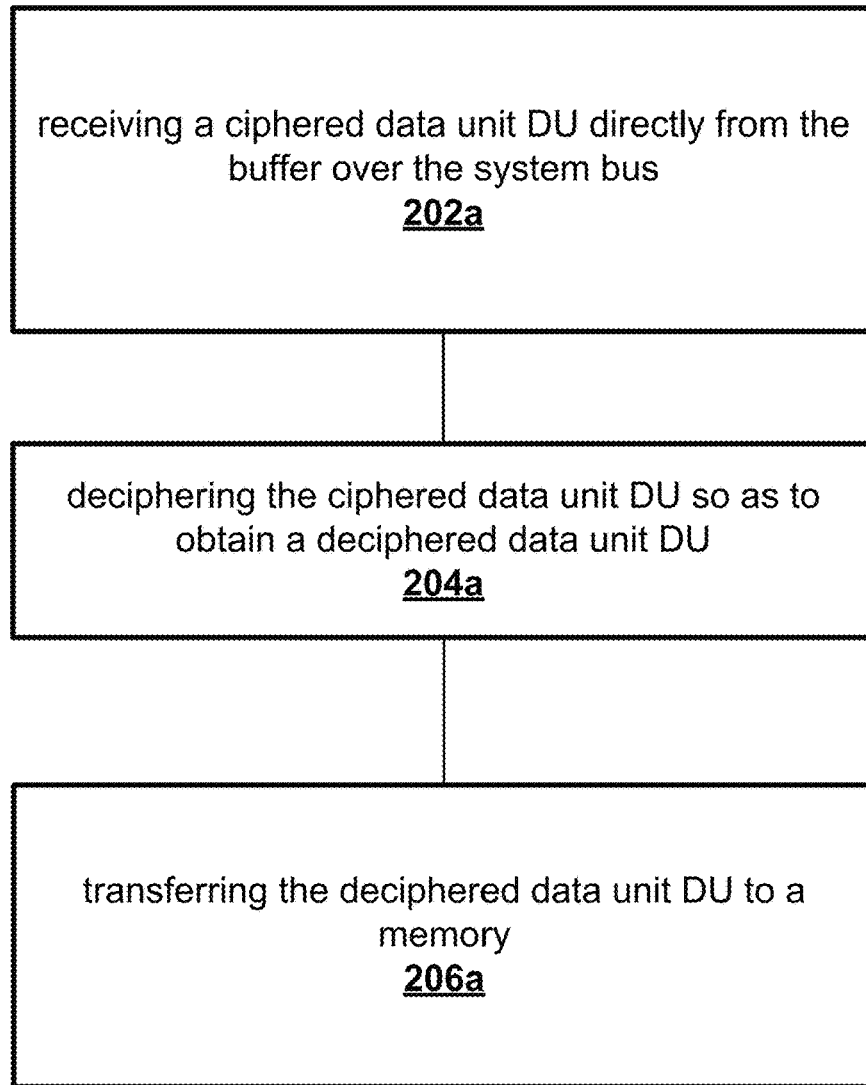 receiving a ciphered data unit DU directly from the
buffer over the system bus
202a
deciphering the ciphered data unit DU so as to
obtain a deciphered data unit DU
204a
transferring the deciphered data unit DU to a
memory
206a